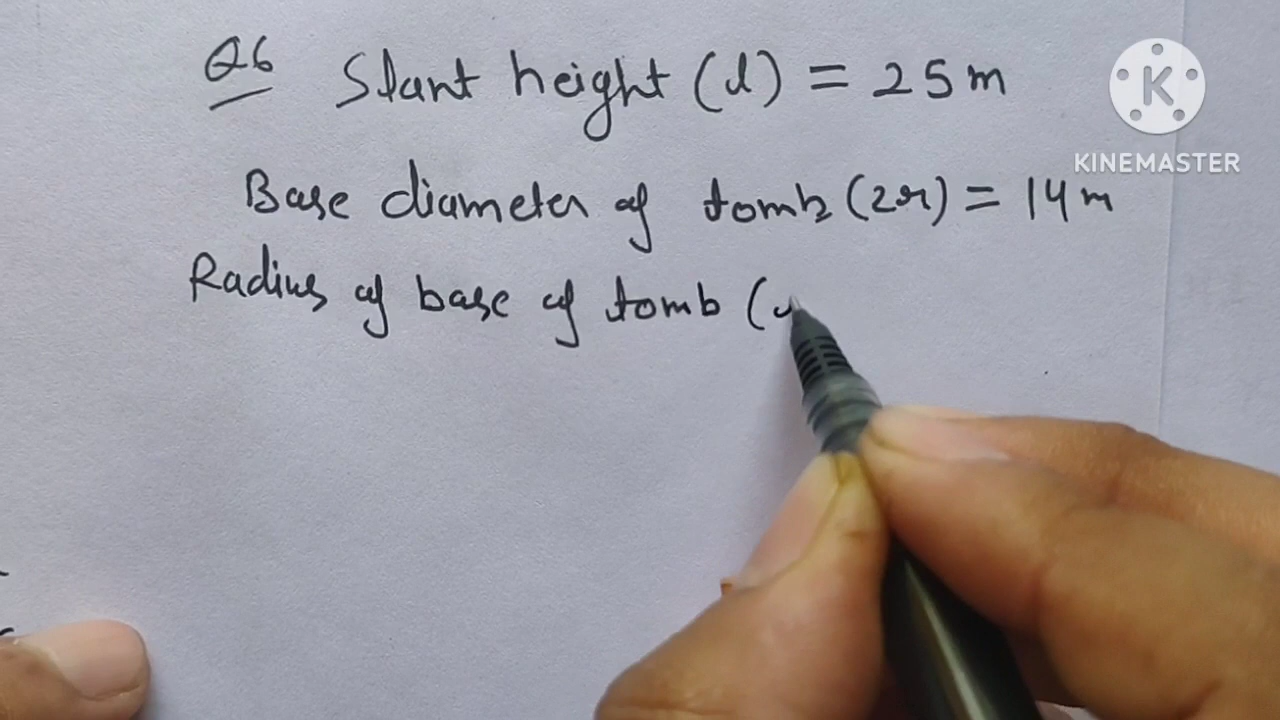 Q6 Slant height (l) = 25 m
Base diameter of tomb (2r) = 14 m
Radius of base of tomb (
K
KINEMASTER